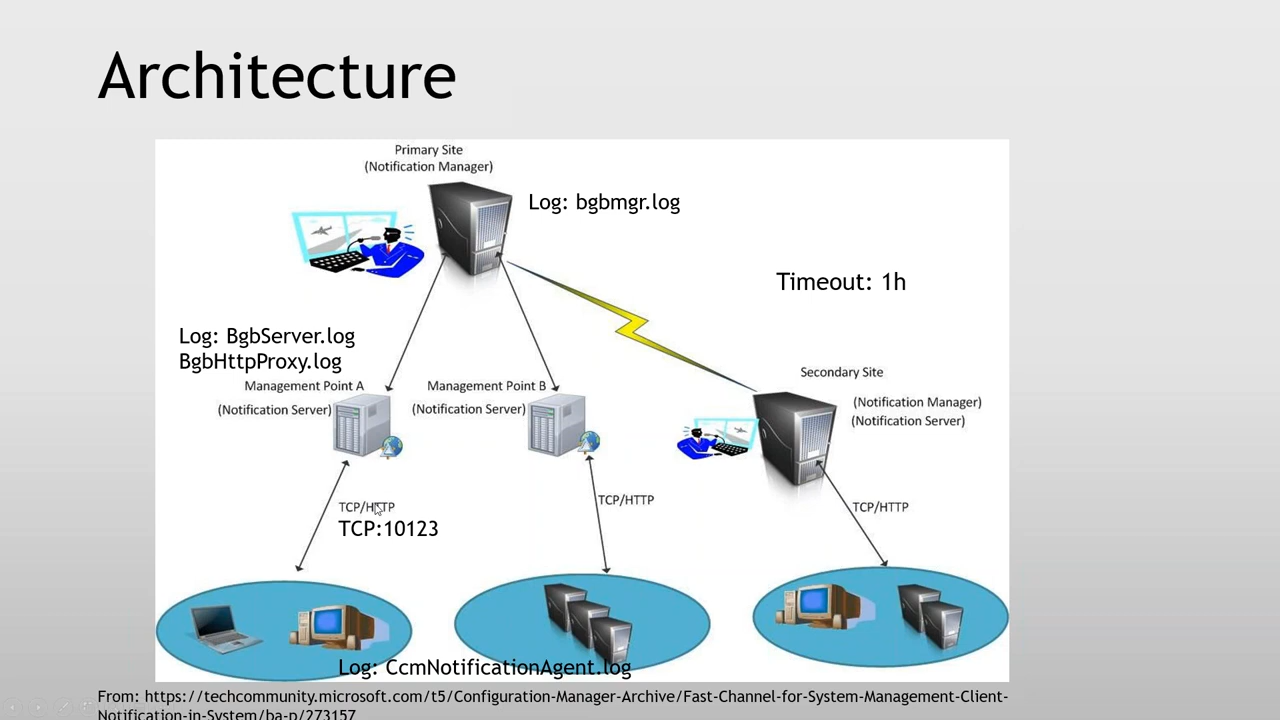 Architecture
Primary Site
(Notification Manager)
Log: bgbmgr.log
Timeout: 1h
Log: BgbServer.log
BgbHttpProxy.log
Management Point A
(Notification Server)
Management Point B
(Notification Server)
Secondary Site
(Notification Manager)
(Notification Server)
TCP/HTTP
TCP:10123
TCP/HTTP
TCP/HTTP
Log: CcmNotificationAgent.log
From: https://techcommunity.microsoft.com/t5/Configuration-Manager-Archive/Fast-Channel-for-System-Management-Client-
Notification-in-System/ba-p/273157